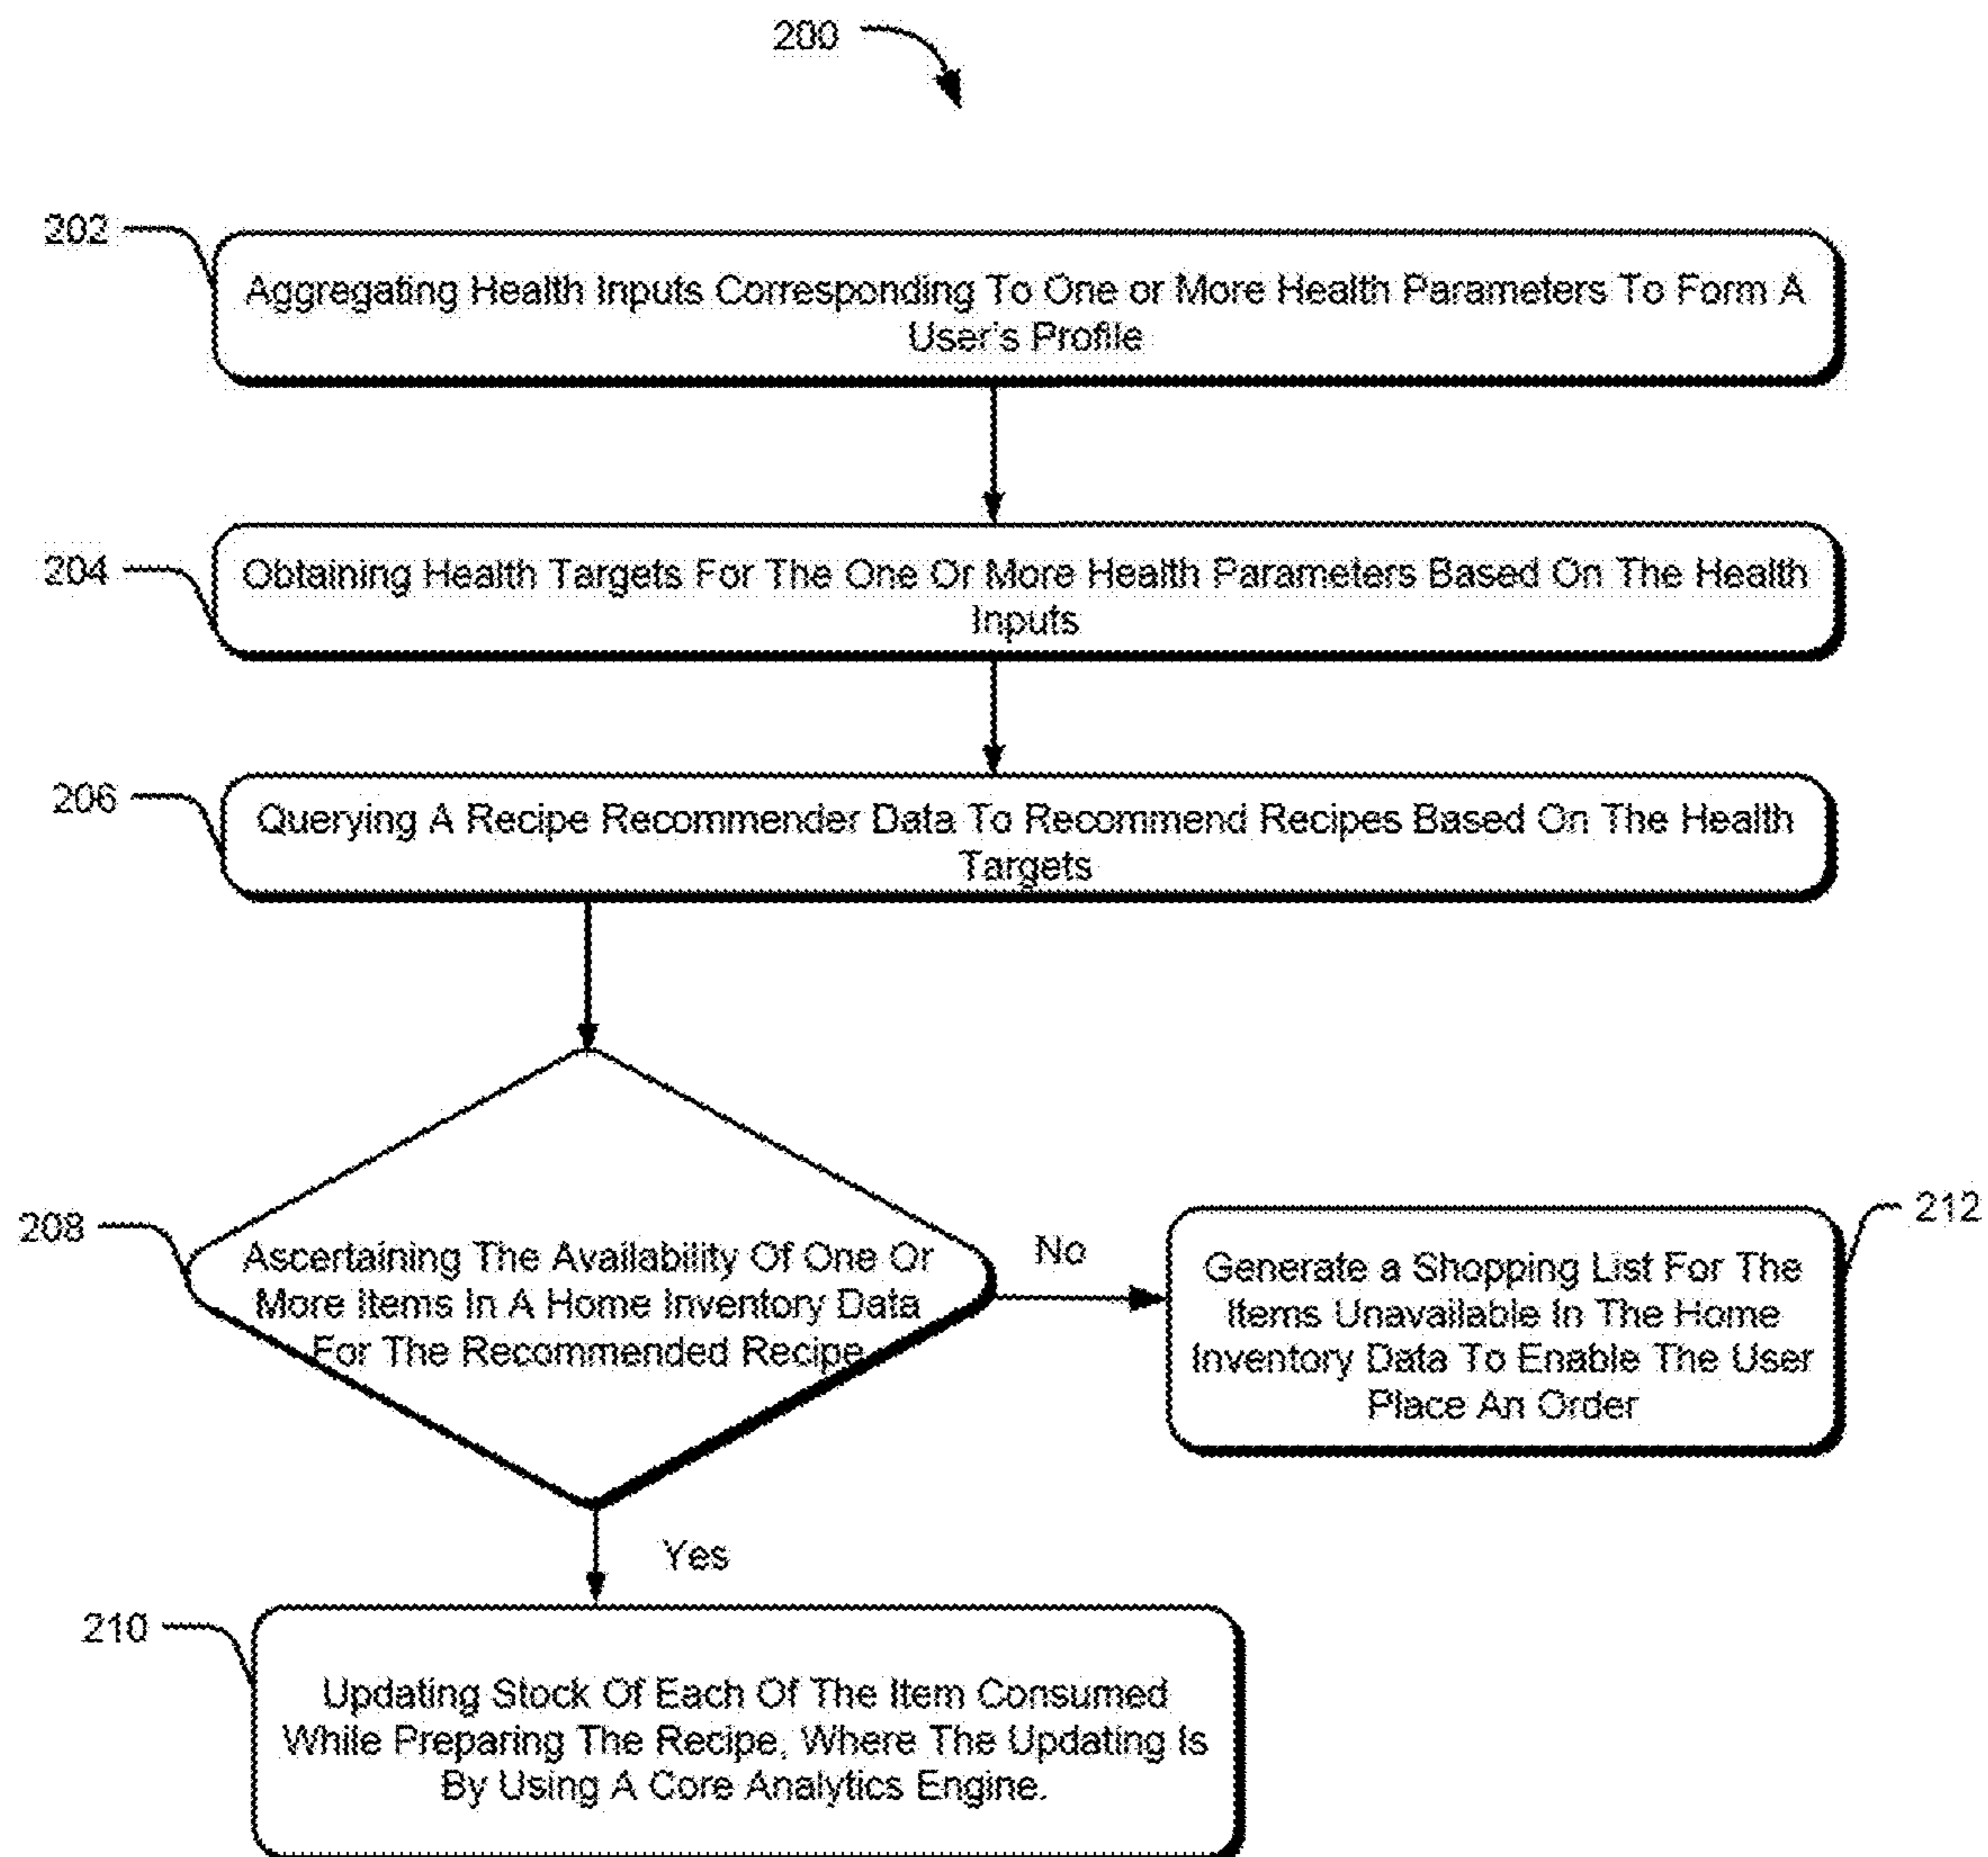 200
202
Aggregating Health Inputs Corresponding To One or More Health Parameters To Form A
User's Profile
204
Obtaining Health Targets For The One Or More Health Parameters Based On The Health
Inputs
206
Querying A Recipe Recommender Data To Recommend Recipes Based On The Health
Targets
208
Ascertaining The Availability Of One Or
More Items In A Home Inventory Data
For The Recommended Recipe
No
212
Generate a Shopping List For The
Items Unavailable In The Home
Inventory Data To Enable The User
Place An Order
Yes
210
Updating Stock Of Each Of The Item Consumed
While Preparing The Recipe, Where The Updating Is
By Using A Core Analytics Engine.